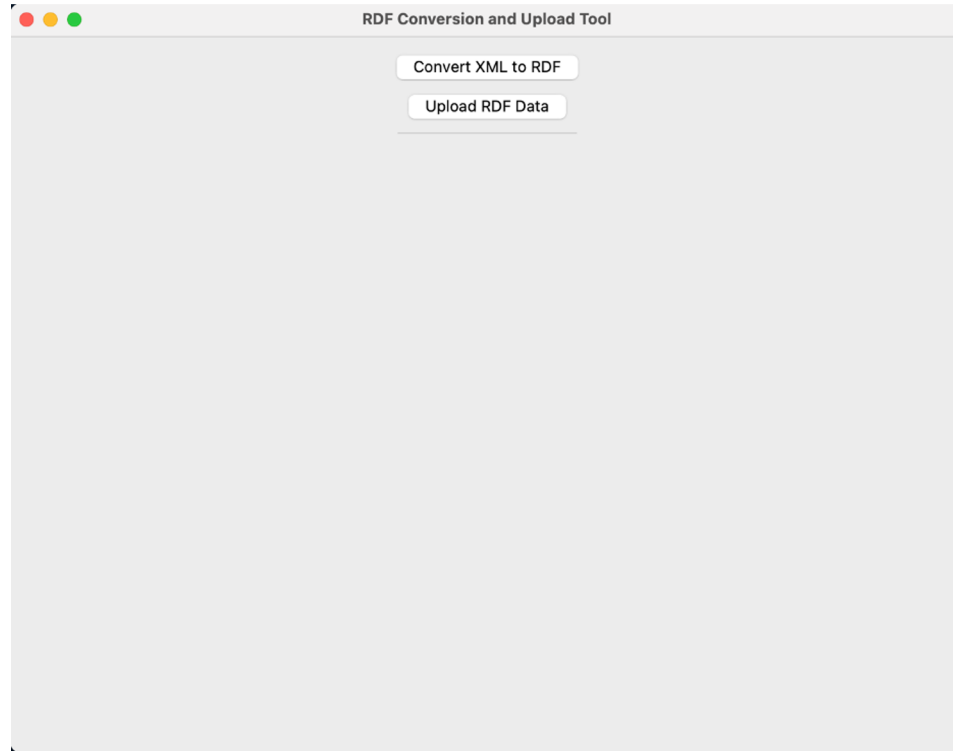 RDF Conversion and Upload Tool
Convert XML to RDF
Upload RDF Data